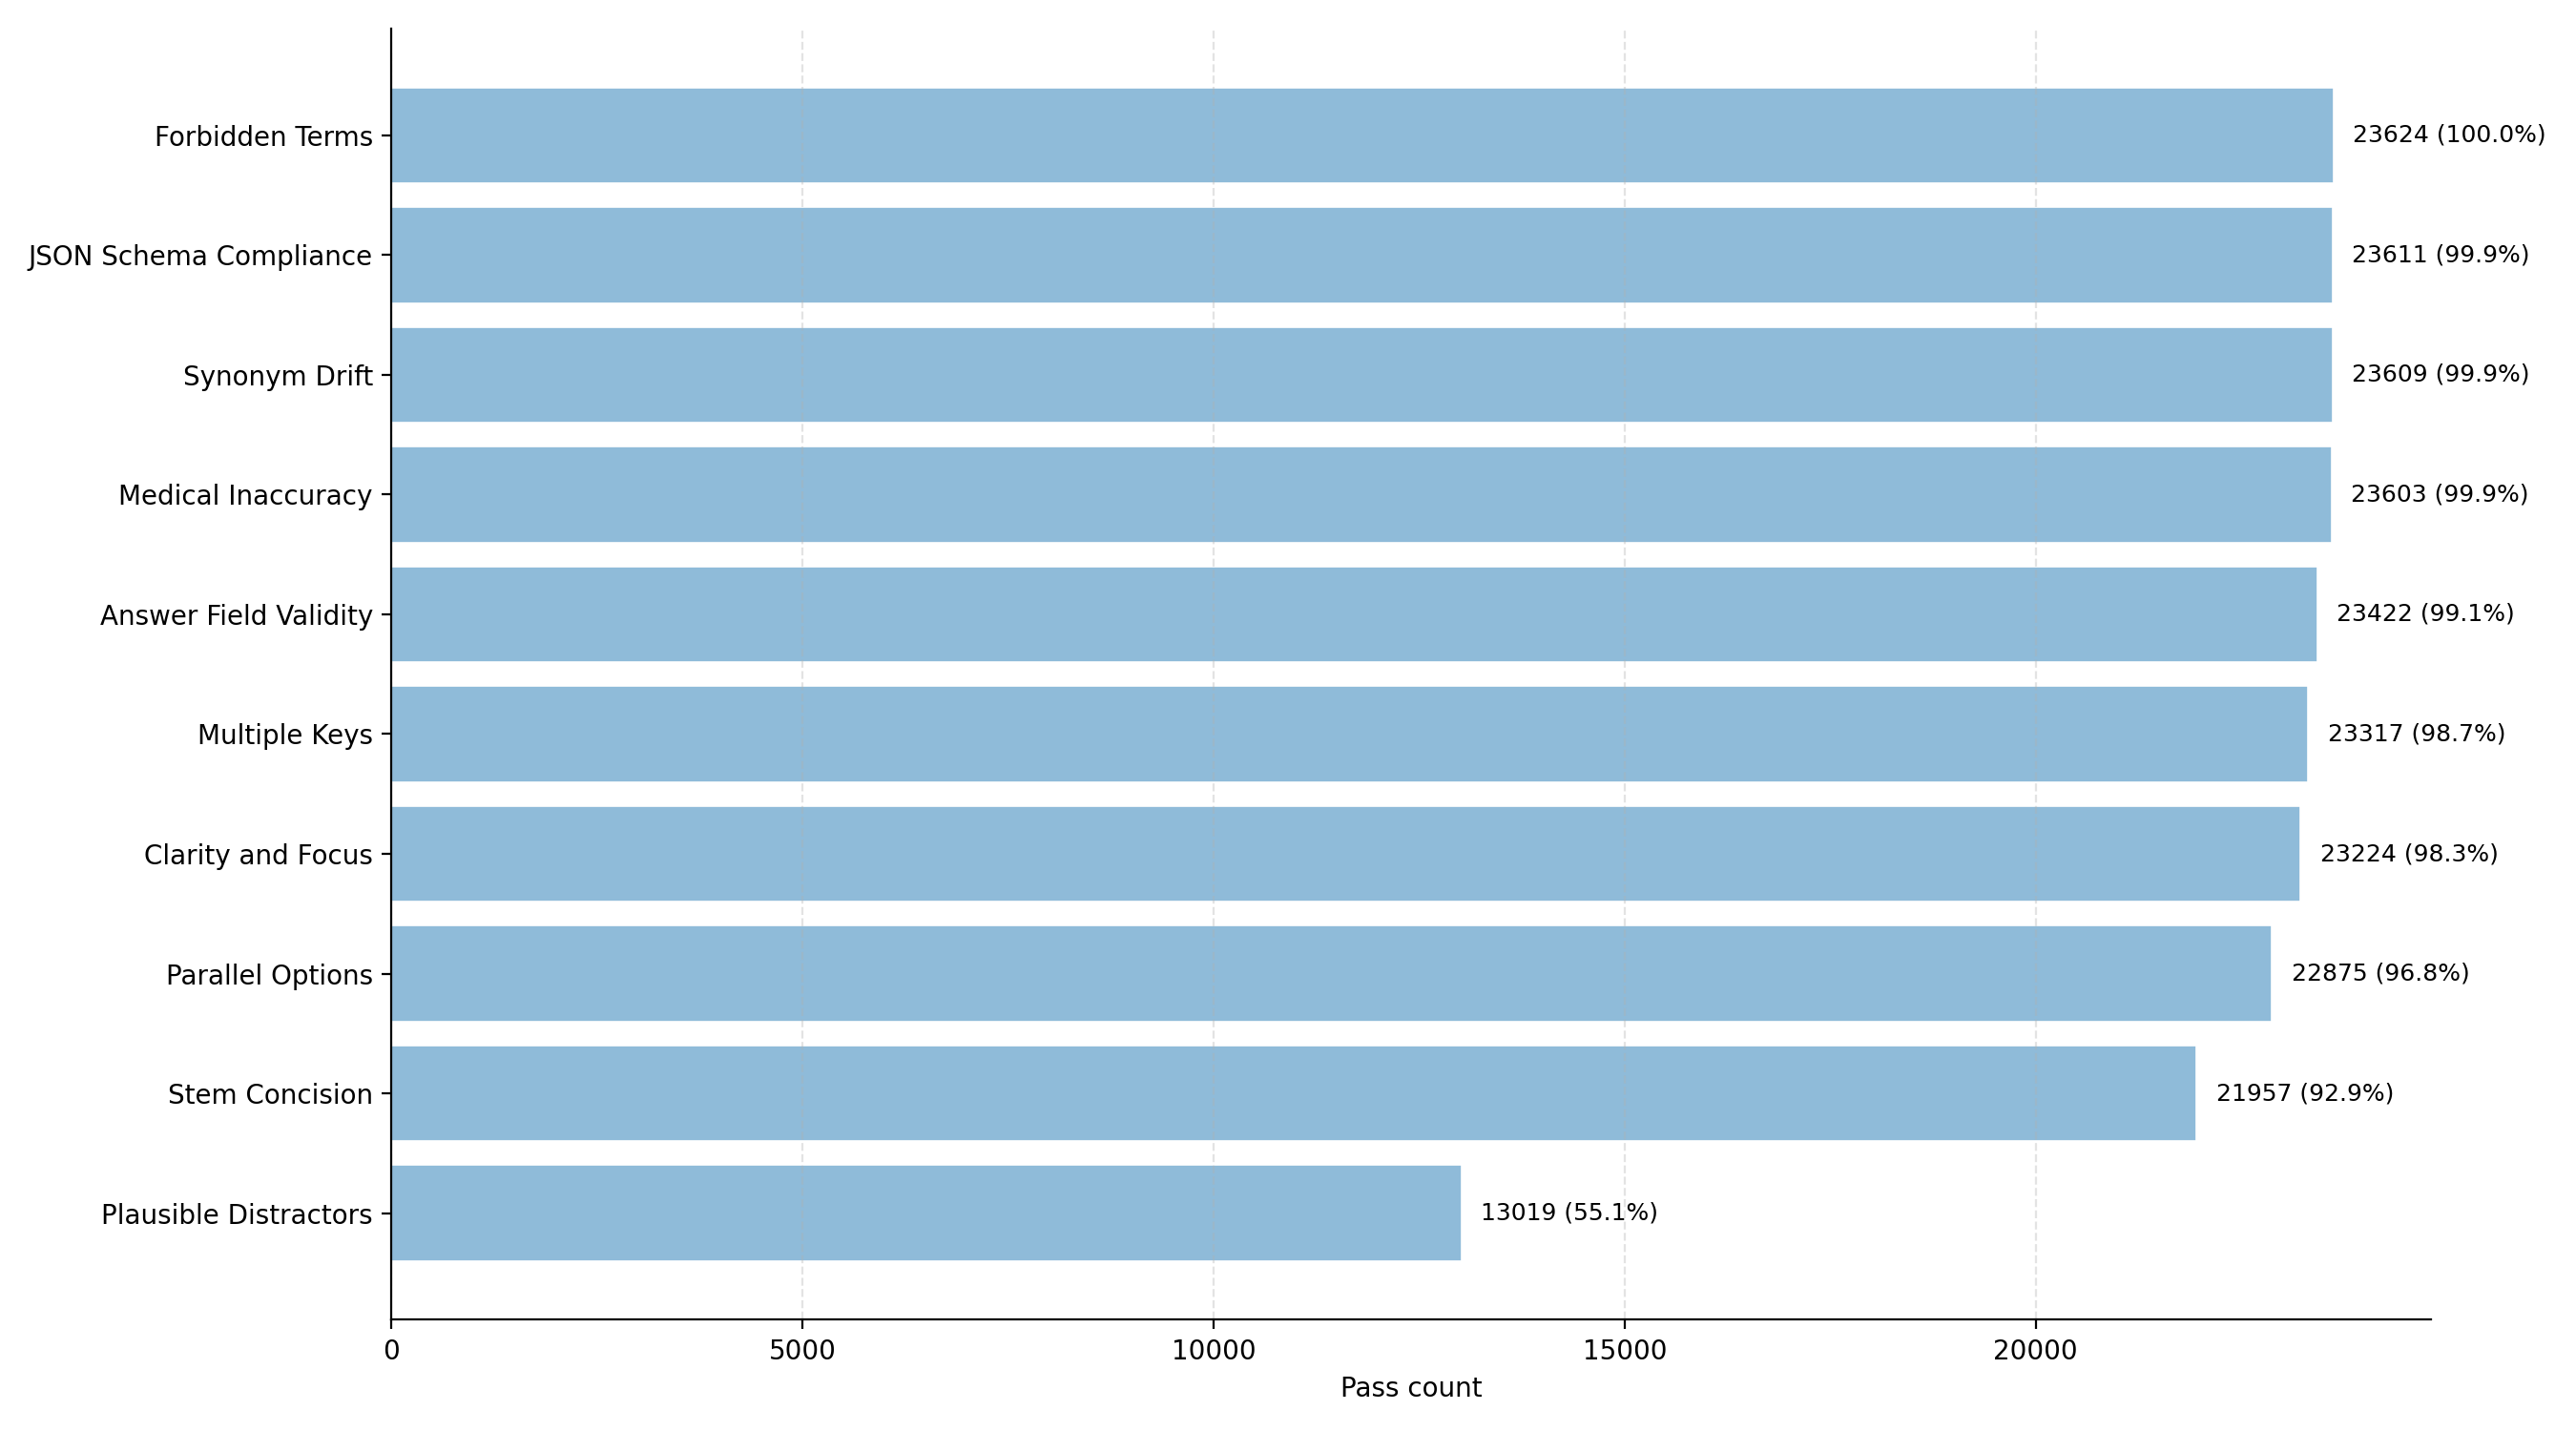 Forbidden Terms 23624 (100.0%)
JSON Schema Compliance 23611 (99.9%)
Synonym Drift 23609 (99.9%)
Medical Inaccuracy 23603 (99.9%)
Answer Field Validity 23422 (99.1%)
Multiple Keys 23317 (98.7%)
Clarity and Focus 23224 (98.3%)
Parallel Options 22875 (96.8%)
Stem Concision 21957 (92.9%)
Plausible Distractors 13019 (55.1%)
0 5000 10000 15000 20000
Pass count